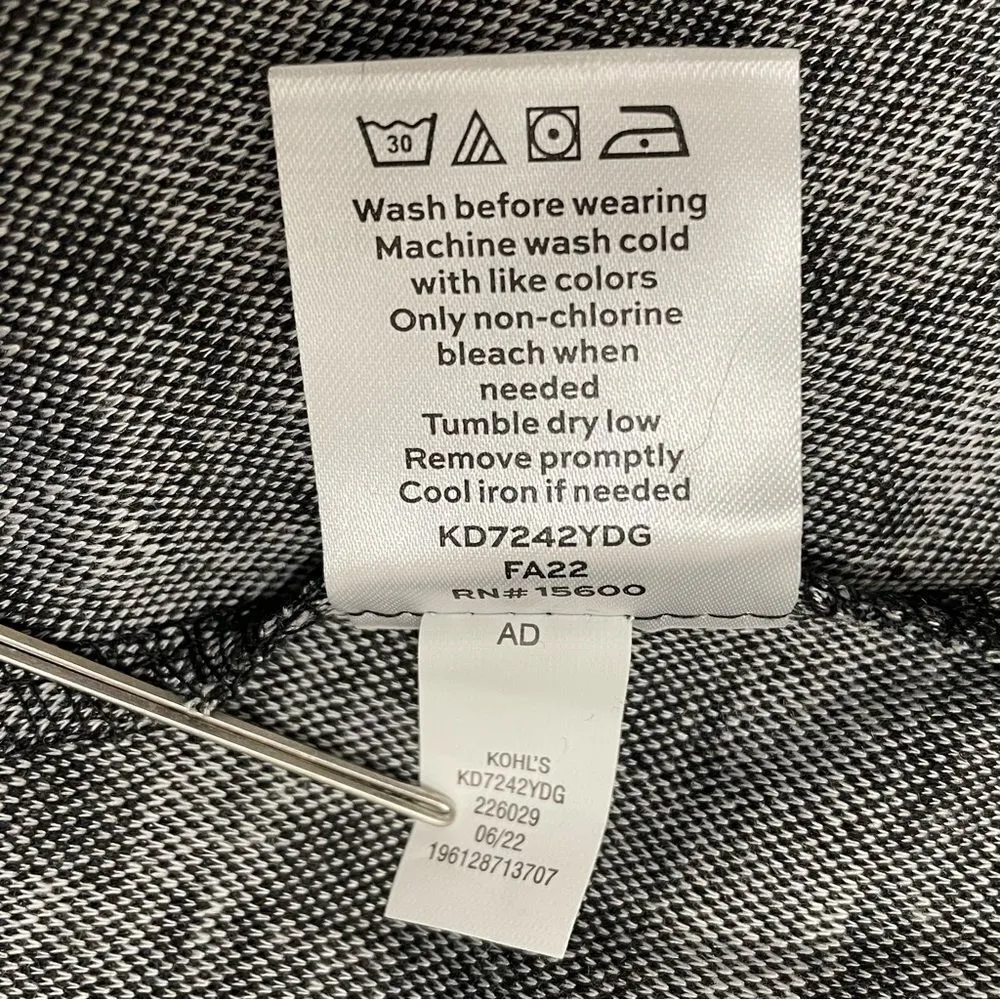 30
Wash before wearing
Machine wash cold
with like colors
Only non-chlorine
bleach when
needed
Tumble dry low
Remove promptly
Cool iron if needed
KD7242YDG
FA22
RN# 15600
AD
KOHL'S
KD7242YDG
226029
06/22
196128713707